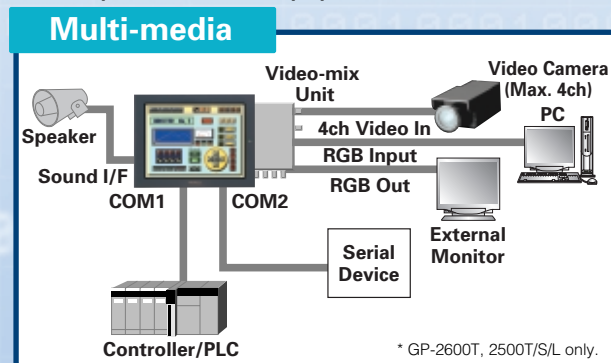 Multi-media
Video-mix
Unit
Video Camera
(Max. 4ch)
PC
Speaker
4ch Video In
Sound I/F
RGB Input
COM1
COM2
RGB Out
External
Monitor
Serial
Device
Controller/PLC
* GP-2600T, 2500T/S/L only.